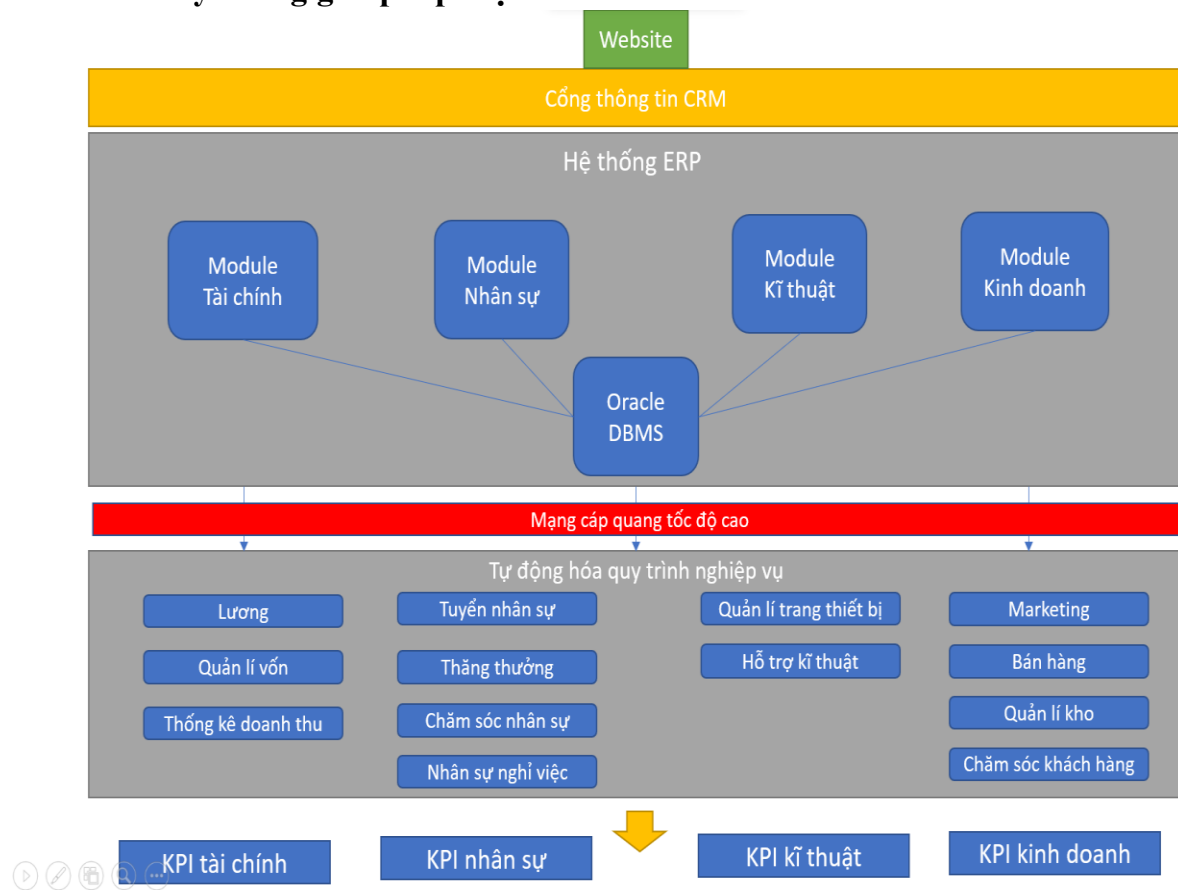 Website
Cổng thông tin CRM
Hệ thống ERP
Module
Tài chính
Module
Nhân sự
Module
Kĩ thuật
Module
Kinh doanh
Oracle
DBMS
Mạng cáp quang tốc độ cao
Tự động hóa quy trình nghiệp vụ
Lương
Quản lí vốn
Thống kê doanh thu
Tuyển nhân sự
Thăng thưởng
Chăm sóc nhân sự
Nhân sự nghỉ việc
Quản lí trang thiết bị
Hỗ trợ kĩ thuật
Marketing
Bán hàng
Quản lí kho
Chăm sóc khách hàng
KPI tài chính
KPI nhân sự
KPI kĩ thuật
KPI kinh doanh